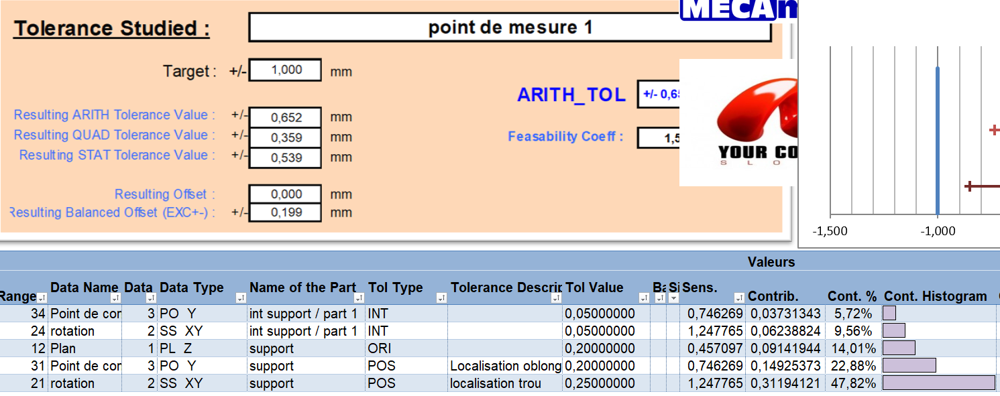 MECAm
Tolerance Studied :
point de mesure 1
Target : +/- 1,000 mm
ARITH_TOL +/- 0,65
Resulting ARITH Tolerance Value : +/- 0,652 mm
Resulting QUAD Tolerance Value : +/- 0,359 mm
Feasability Coeff : 1,5
Resulting STAT Tolerance Value : +/- 0,539 mm
YOUR CO
S L O
Resulting Offset : 0,000 mm
Resulting Balanced Offset (EXC+-) : +/- 0,199 mm
-1,500 -1,000
Valeurs
Range Data Name Data Data Type Name of the Part Tol Type Tolerance Descrip Tol Value Ba Si Sens. Contrib. Cont. % Cont. Histogram
34 Point de cor 3 PO Y int support / part 1 INT 0,05000000 0,746269 0,03731343 5,72%
24 rotation 2 SS XY int support / part 1 INT 0,05000000 1,247765 0,06238824 9,56%
12 Plan 1 PL Z support ORI 0,20000000 0,457097 0,09141944 14,01%
31 Point de cor 3 PO Y support POS Localisation oblong 0,20000000 0,746269 0,14925373 22,88%
21 rotation 2 SS XY support POS localisation trou 0,25000000 1,247765 0,31194121 47,82%